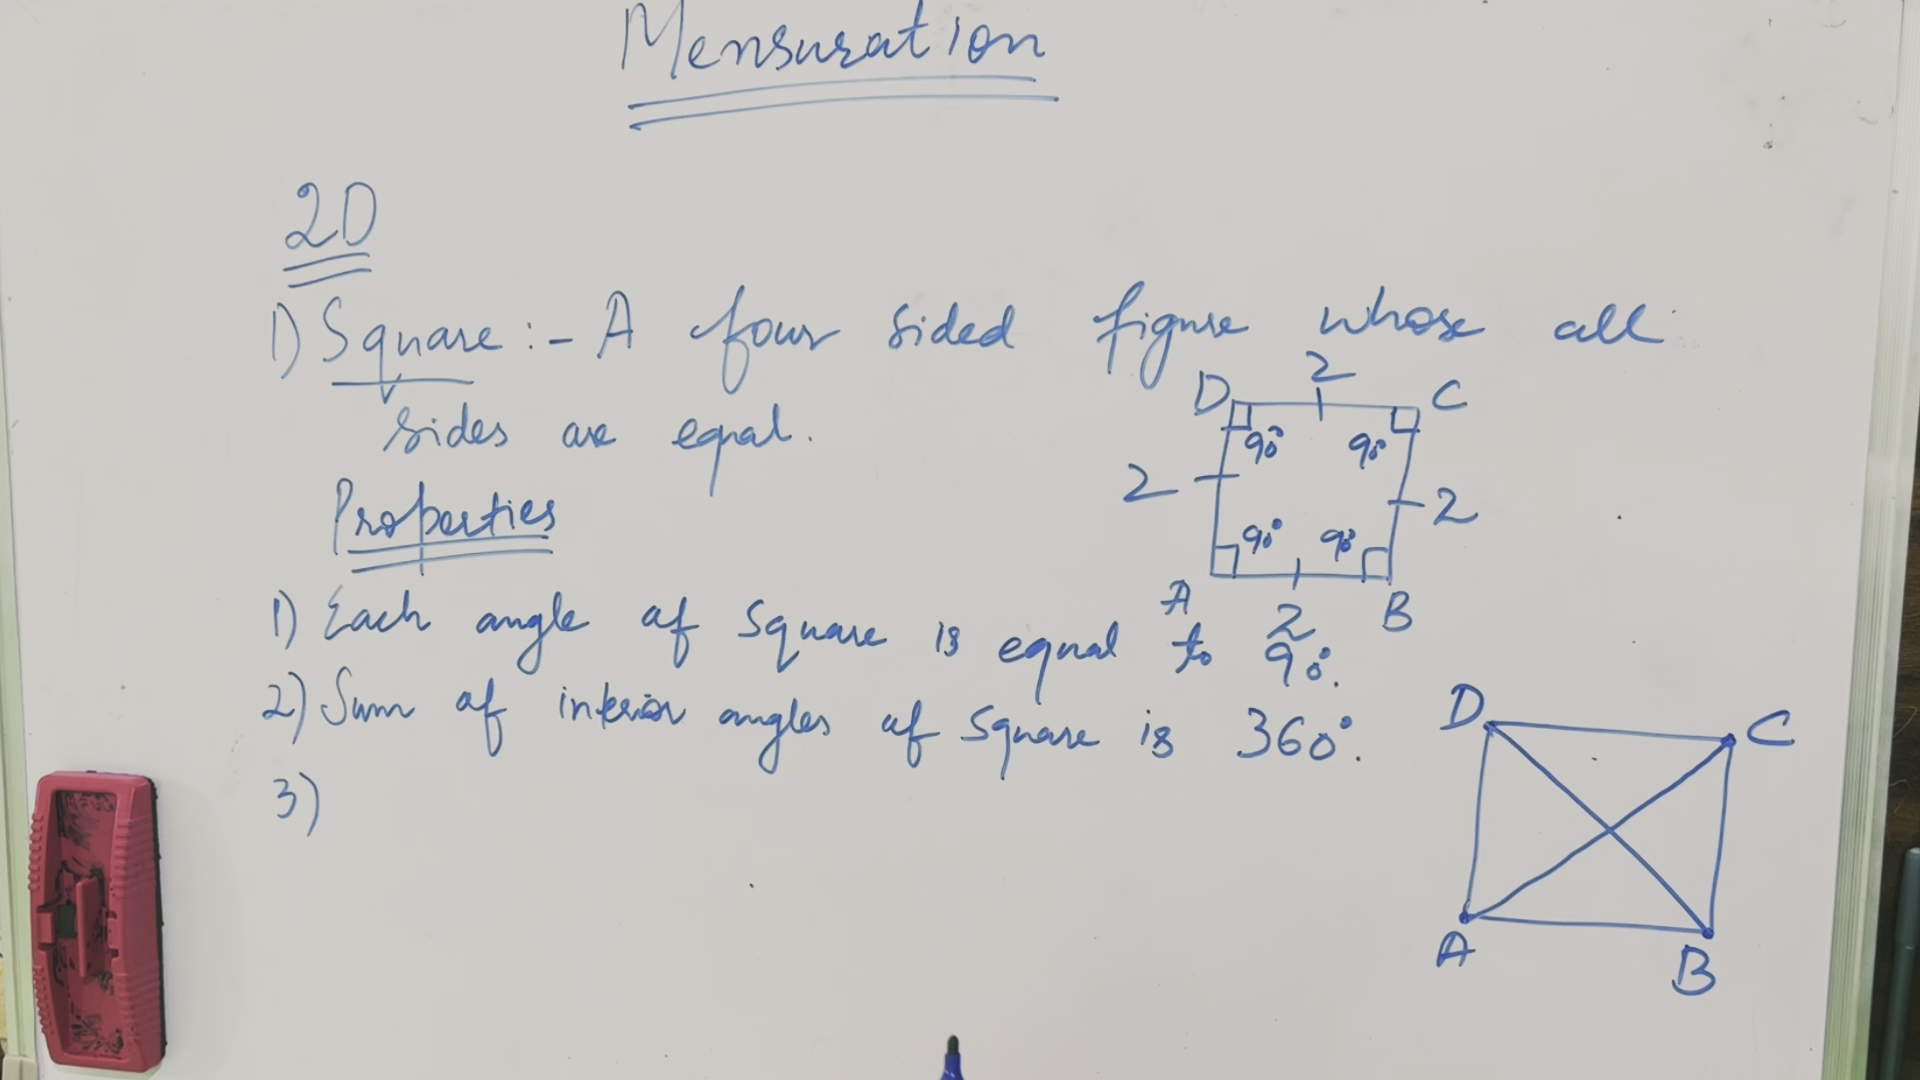 Mensuration
2D
1) Square :- A four sided figure whose all
sides are equal.
Properties
1) Each angle of square is equal to 90°.
2) Sum of interior angles of square is 360°.
3)
2
D C
90° 90°
2 2
90° 90°
A B
2
D C
A B